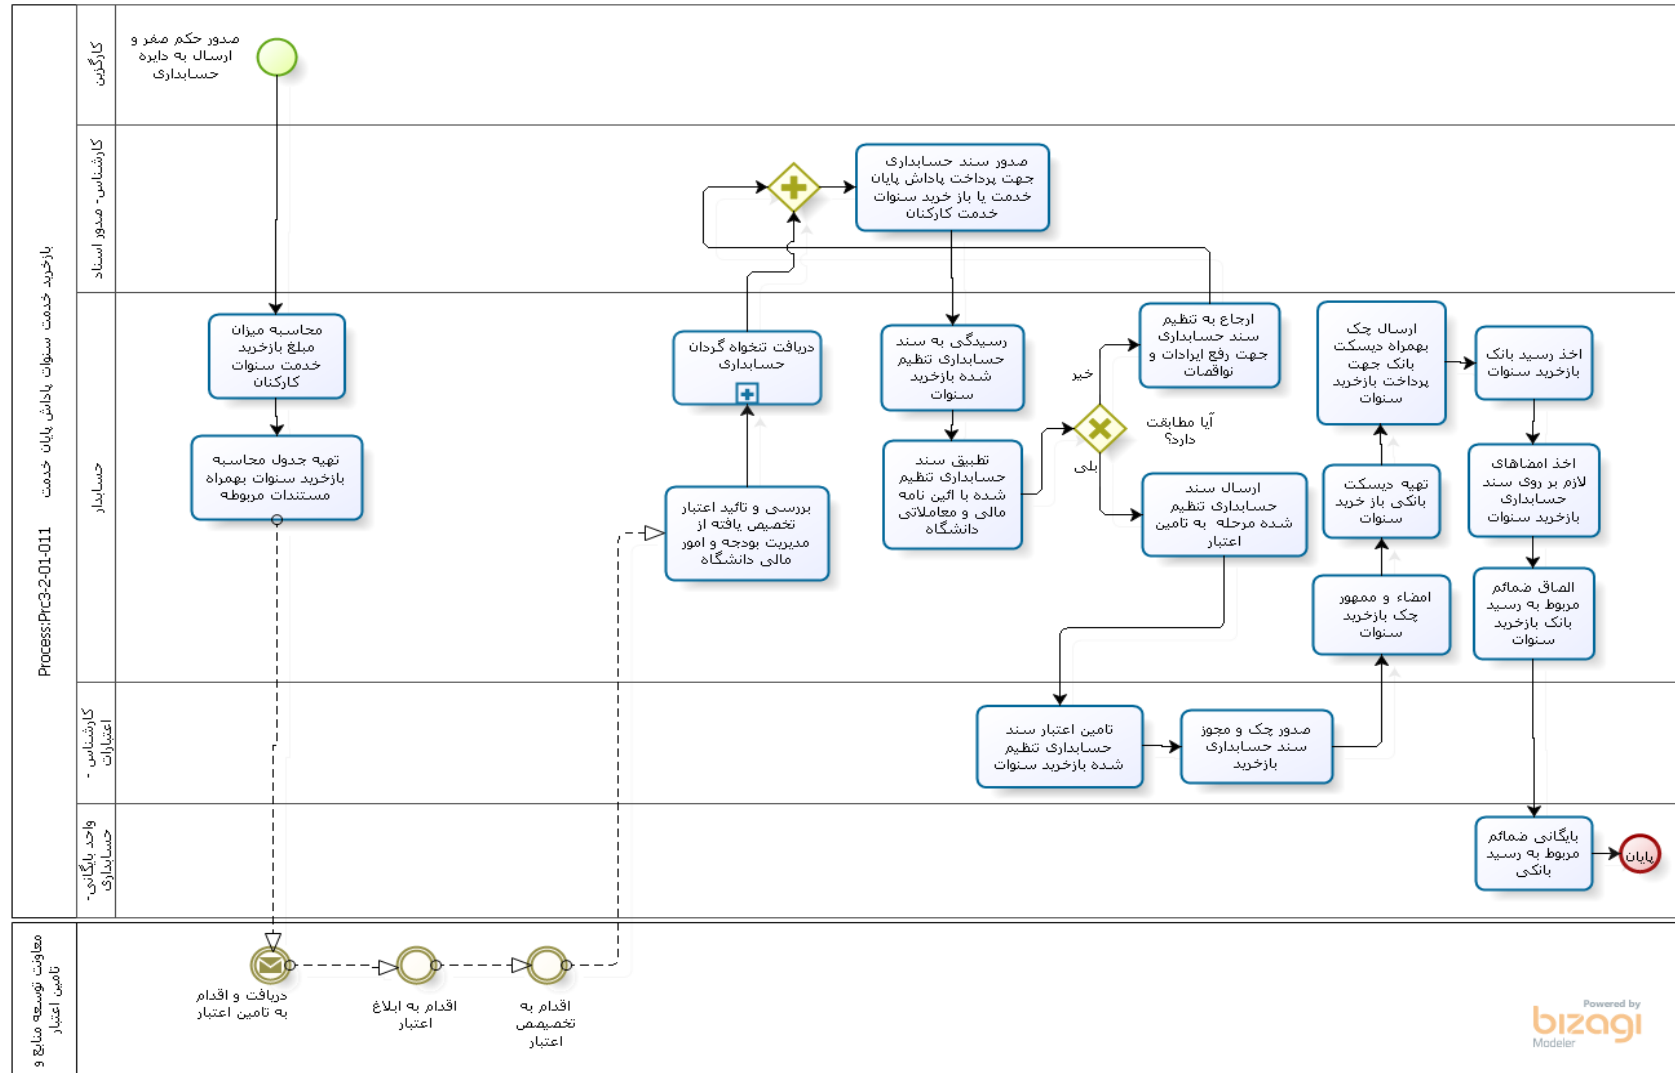 بازخرید خدمت سنوات پاداش پایان خدمت
Process:Prc3-2-01-011
کارگزین
صدور حکم صغر و
ارسال به دایره
حسابداری
کارشناس- صدور اسناد
صدور سند حسابداری
جهت پرداخت پاداش پایان
خدمت یا باز خرید سنوات
خدمت کارکنان
حسابدار
محاسبه میزان
مبلغ بازخرید
خدمت سنوات
کارکنان
تهیه جدول محاسبه
بازخرید سنوات بهمراه
مستندات مربوطه
دریافت تنخواه گردان
حسابداری
بررسی و تائید اعتبار
تخصیص یافته از
مدیریت بودجه و امور
مالی دانشگاه
رسیدگی به سند
حسابداری تنظیم
شده بازخرید
سنوات
تطبیق سند
حسابداری تنظیم
شده با ائین نامه
مالی و معاملاتی
دانشگاه
آیا مطابقت
دارد؟
خیر
بلی
ارجاع به تنظیم
سند حسابداری
جهت رفع ایرادات و
نواقصات
ارسال سند
حسابداری تنظیم
شده مرحله به تامین
اعتبار
ارسال چک
بهمراه دیسکت
بانک جهت
پرداخت بازخرید
سنوات
تهیه دیسکت
بانکی باز خرید
سنوات
امضاء و ممهور
چک بازخرید
سنوات
اخذ رسید بانک
بازخرید سنوات
اخذ امضاهای
لازم بر روی سند
حسابداری
بازخرید سنوات
الصاق ضمائم
مربوط به رسید
بانک بازخرید
سنوات
کارشناس -
اعتبارات
تامین اعتبار سند
حسابداری تنظیم
شده بازخرید سنوات
صدور چک و مجوز
سند حسابداری
بازخرید
واحد بایگانی-
حسابداری
بایگانی ضمائم
مربوط به رسید
بانکی
پایان
معاونت توسعه منابع و
تامین اعتبار
دریافت و اقدام
به تامین اعتبار
اقدام به ابلاغ
اعتبار
اقدام به
تخصیص
اعتبار
Powered by
bizagi
Modeler